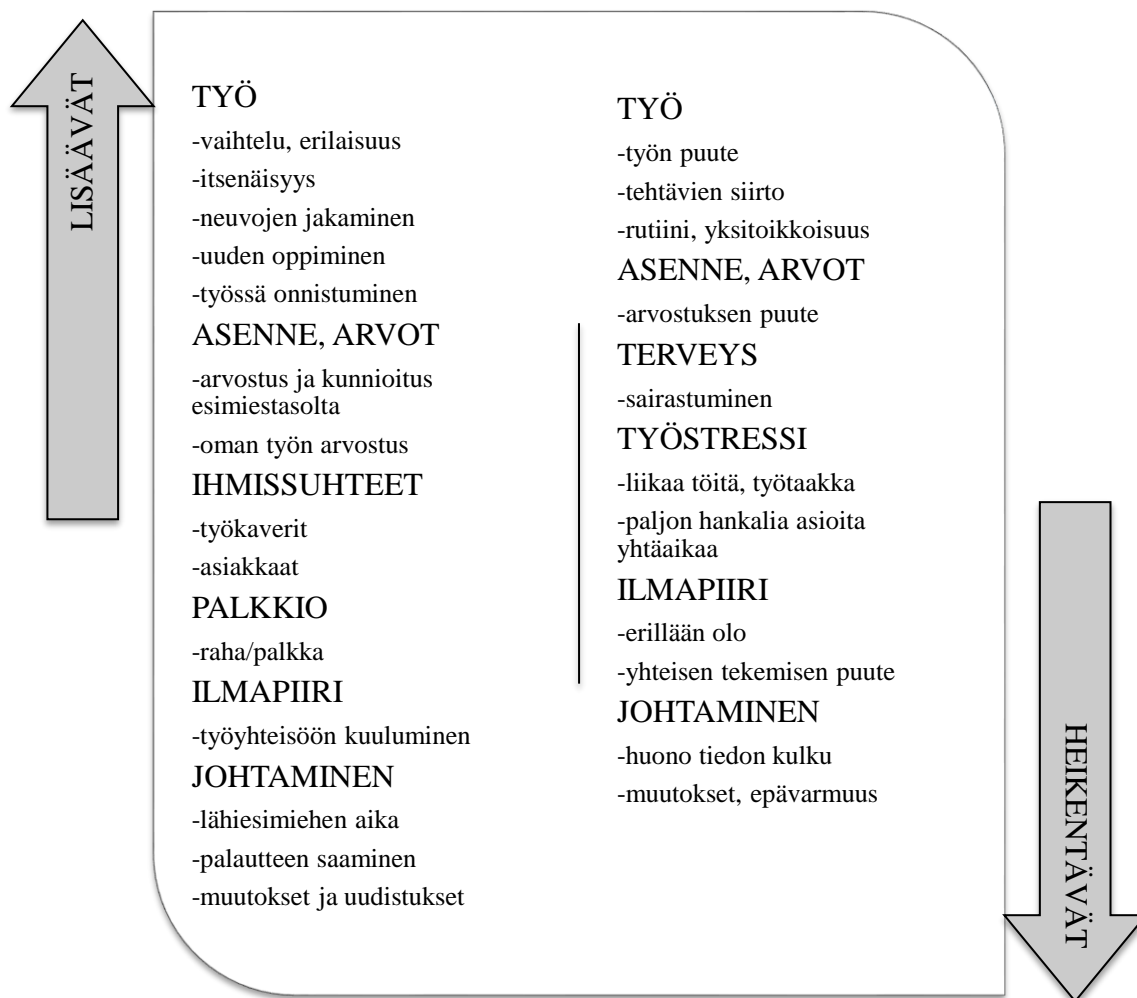 LISÄÄVÄT
TYÖ
-vaihtelu, erilaisuus
-itsenäisyys
-neuvojen jakaminen
-uuden oppiminen
-työssä onnistuminen
ASENNE, ARVOT
-arvostus ja kunnioitus
esimiestasolta
-oman työn arvostus
IHMISSUHTEET
-työkaverit
-asiakkaat
PALKKIO
-raha/palkka
ILMAPIIRI
-työyhteisöön kuuluminen
JOHTAMINEN
-lähiesimiehen aika
-palautteen saaminen
-muutokset ja uudistukset
TYÖ
-työn puute
-tehtävien siirto
-rutiini, yksitoikkoisuus
ASENNE, ARVOT
-arvostuksen puute
TERVEYS
-sairastuminen
TYÖSTRESSI
-liikaa töitä, työtaakka
-paljon hankalia asioita
yhtäaikaa
ILMAPIIRI
-erillään olo
-yhteisen tekemisen puute
JOHTAMINEN
-huono tiedon kulku
-muutokset, epävarmuus
HEIKENTÄVÄT